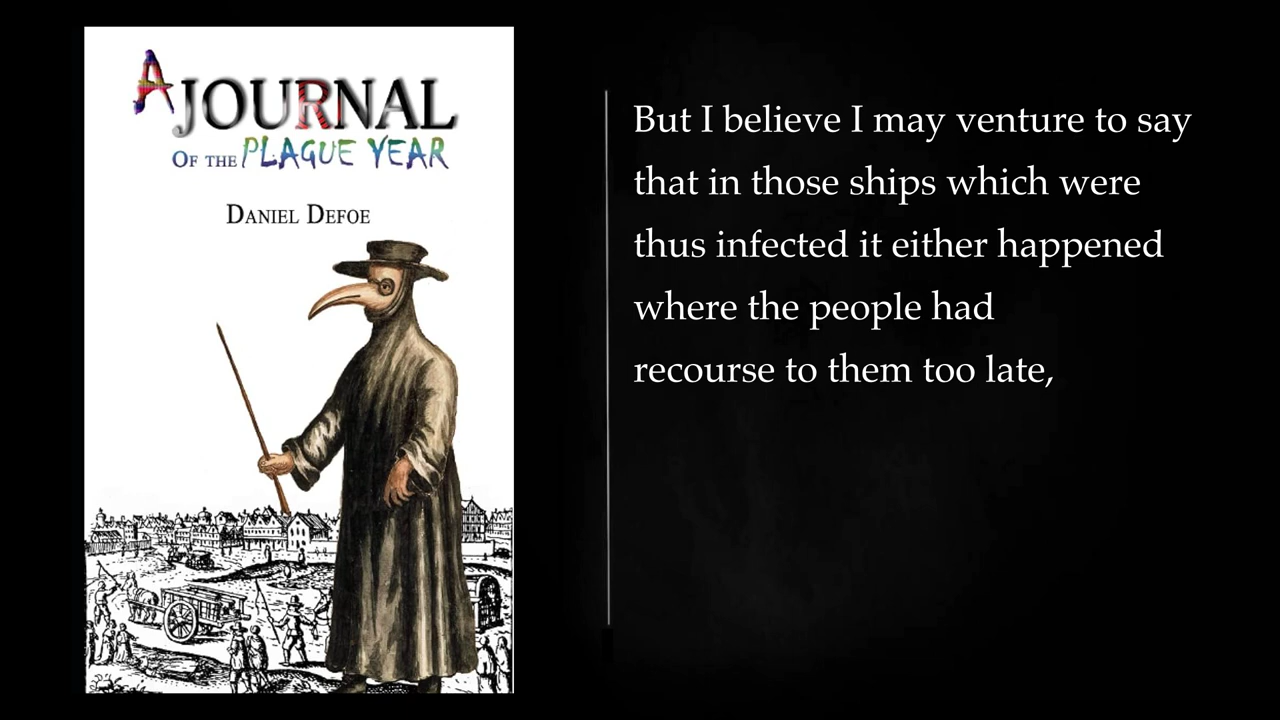 A JOURNAL
OF THE PLAGUE YEAR
DANIEL DEFOE
But I believe I may venture to say
that in those ships which were
thus infected it either happened
where the people had
recourse to them too late,